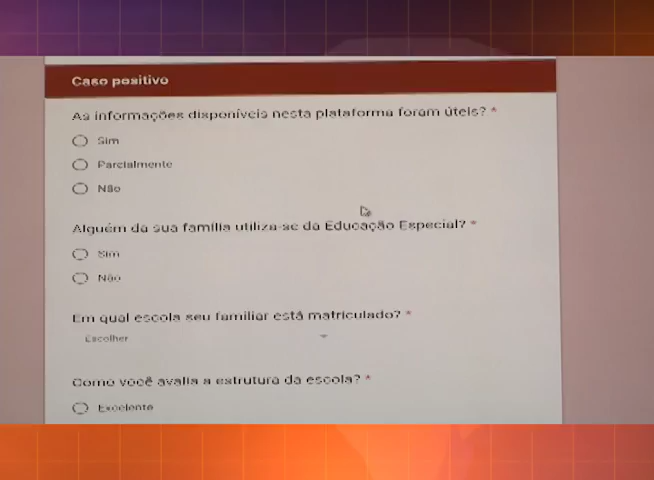 Caso positivo
As informações disponíveis nesta plataforma foram úteis? *
Sim
Parcialmente
Não
Alguém da sua família utiliza-se da Educação Especial? *
Sim
Não
Em qual escola seu familiar está matriculado? *
Escolher
Como você avalia a estrutura da escola? *
Excelente